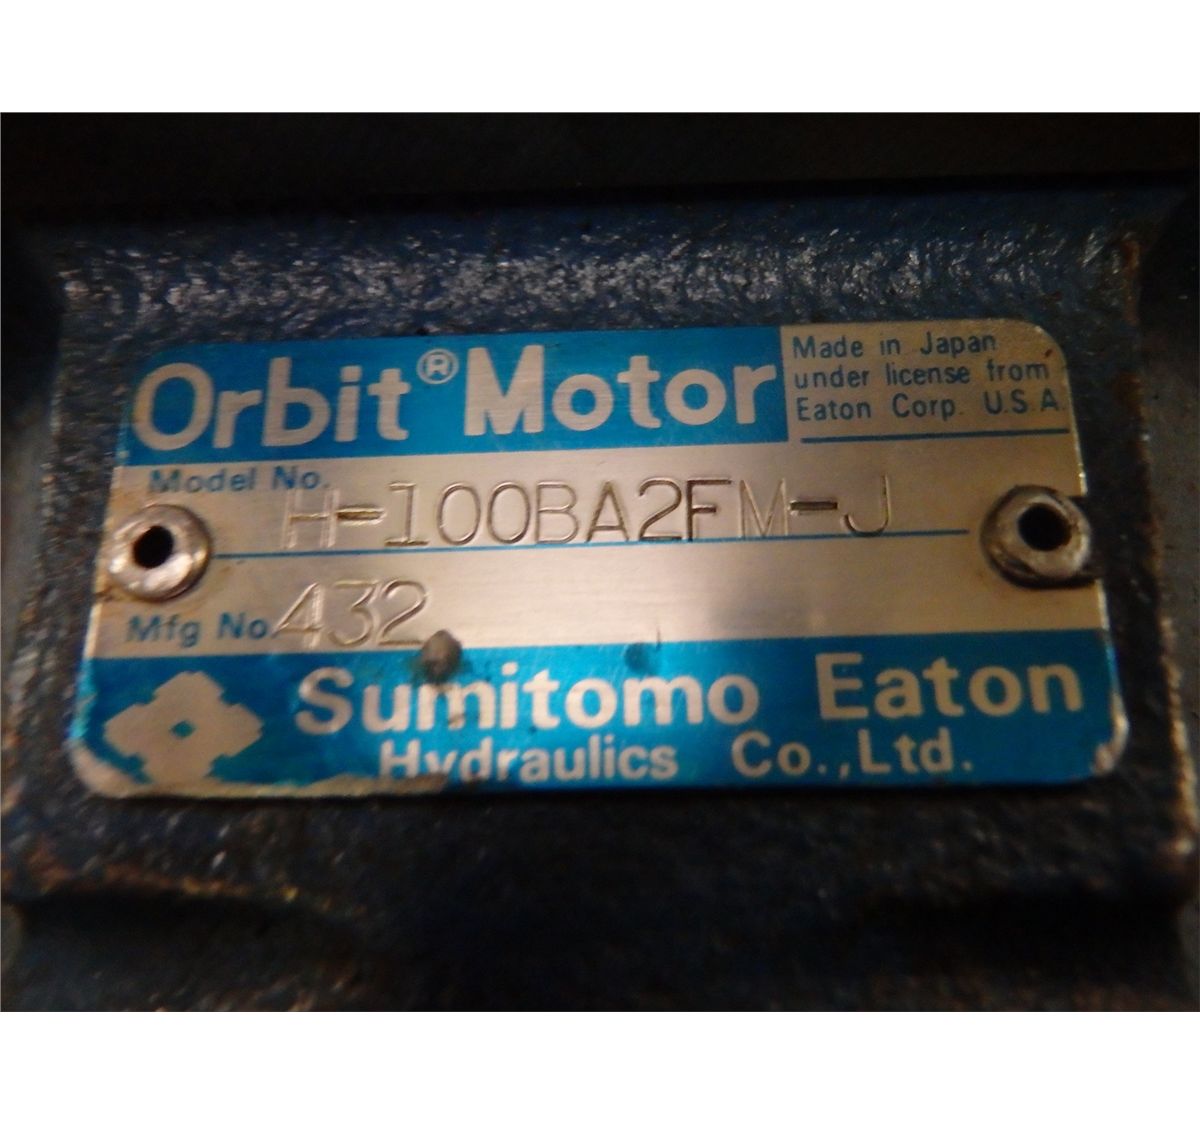 Orbit® Motor
Made in Japan
under license from
Eaton Corp. U.S.A.
Model No. H-100BA2FM-J
Mfg No. 432
Sumitomo Eaton
Hydraulics Co.,Ltd.